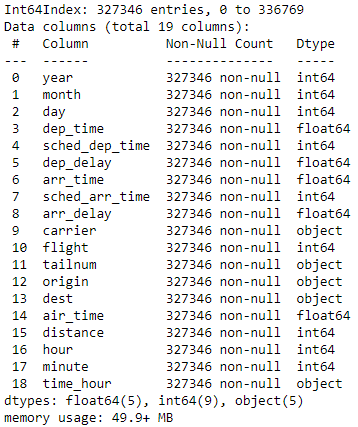 Int64Index: 327346 entries, 0 to 336769
Data columns (total 19 columns):
 #   Column          Non-Null Count   Dtype
---  ------          --------------   -----
 0   year            327346 non-null  int64
 1   month           327346 non-null  int64
 2   day             327346 non-null  int64
 3   dep_time        327346 non-null  float64
 4   sched_dep_time  327346 non-null  int64
 5   dep_delay       327346 non-null  float64
 6   arr_time        327346 non-null  float64
 7   sched_arr_time  327346 non-null  int64
 8   arr_delay       327346 non-null  float64
 9   carrier         327346 non-null  object
 10  flight          327346 non-null  int64
 11  tailnum         327346 non-null  object
 12  origin          327346 non-null  object
 13  dest            327346 non-null  object
 14  air_time        327346 non-null  float64
 15  distance        327346 non-null  int64
 16  hour            327346 non-null  int64
 17  minute          327346 non-null  int64
 18  time_hour       327346 non-null  object
dtypes: float64(5), int64(9), object(5)
memory usage: 49.9+ MB